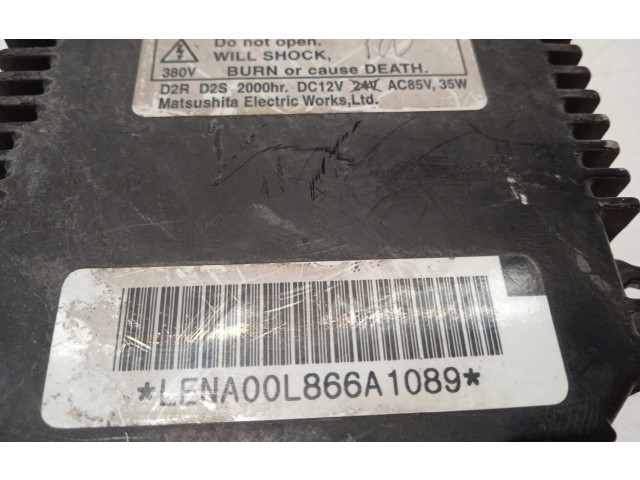 Do not open.
WILL SHOCK,
380V BURN or cause DEATH.
D2R D2S 2000hr. DC12V 24V AC85V, 35W
Matsushita Electric Works,Ltd.
*LENA00L866A1089*